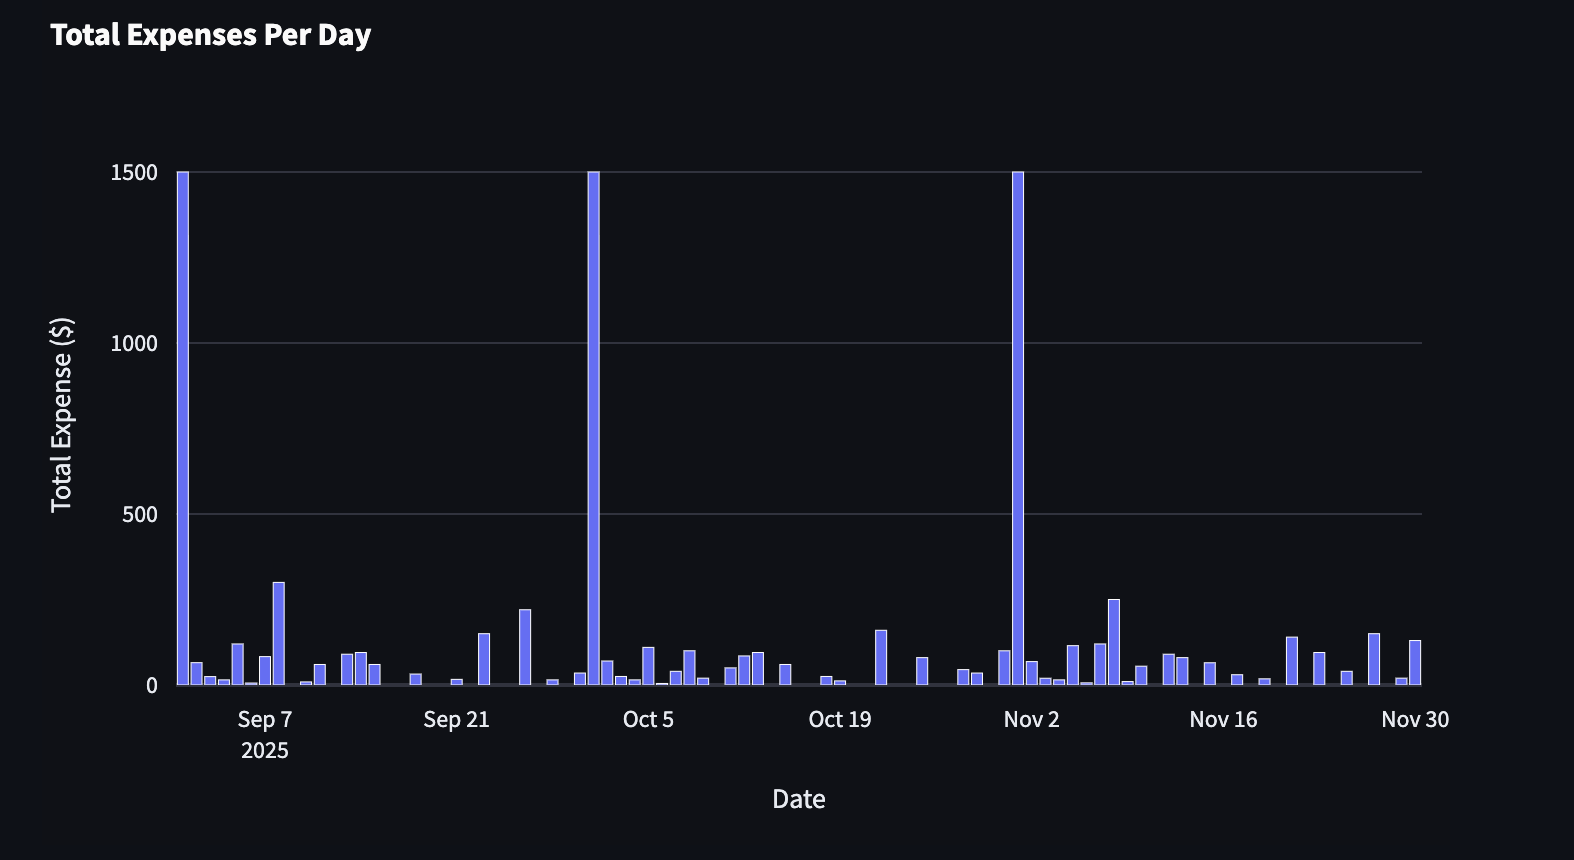 Total Expenses Per Day
1500
1000
500
0
Total Expense ($)
Sep 7
2025
Sep 21
Oct 5
Oct 19
Nov 2
Nov 16
Nov 30
Date